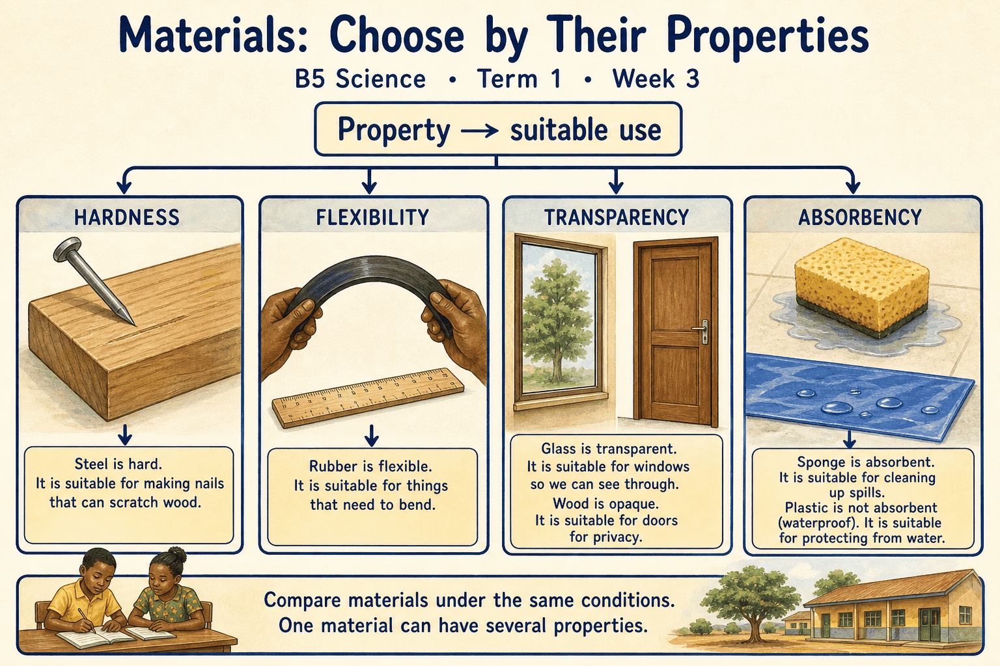 Materials: Choose by Their Properties
B5 Science • Term 1 • Week 3
Property → suitable use
HARDNESS
Steel is hard.
It is suitable for making nails
that can scratch wood.
FLEXIBILITY
Rubber is flexible.
It is suitable for things
that need to bend.
TRANSPARENCY
Glass is transparent.
It is suitable for windows
so we can see through.
Wood is opaque.
It is suitable for doors
for privacy.
ABSORBENCY
Sponge is absorbent.
It is suitable for cleaning
up spills.
Plastic is not absorbent
(waterproof). It is suitable
for protecting from water.
Compare materials under the same conditions.
One material can have several properties.